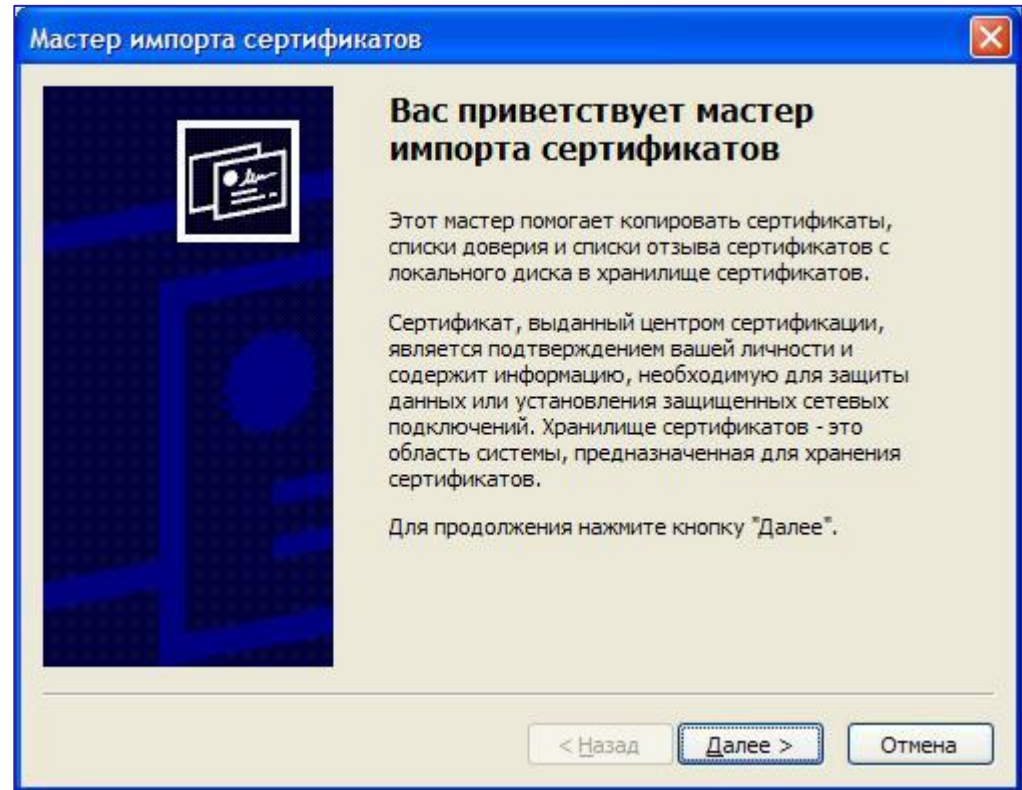 Мастер импорта сертификатов
Вас приветствует мастер
импорта сертификатов
Этот мастер помогает копировать сертификаты,
списки доверия и списки отзыва сертификатов с
локального диска в хранилище сертификатов.
Сертификат, выданный центром сертификации,
является подтверждением вашей личности и
содержит информацию, необходимую для защиты
данных или установления защищенных сетевых
подключений. Хранилище сертификатов - это
область системы, предназначенная для хранения
сертификатов.
Для продолжения нажмите кнопку "Далее".
< Назад Далее > Отмена